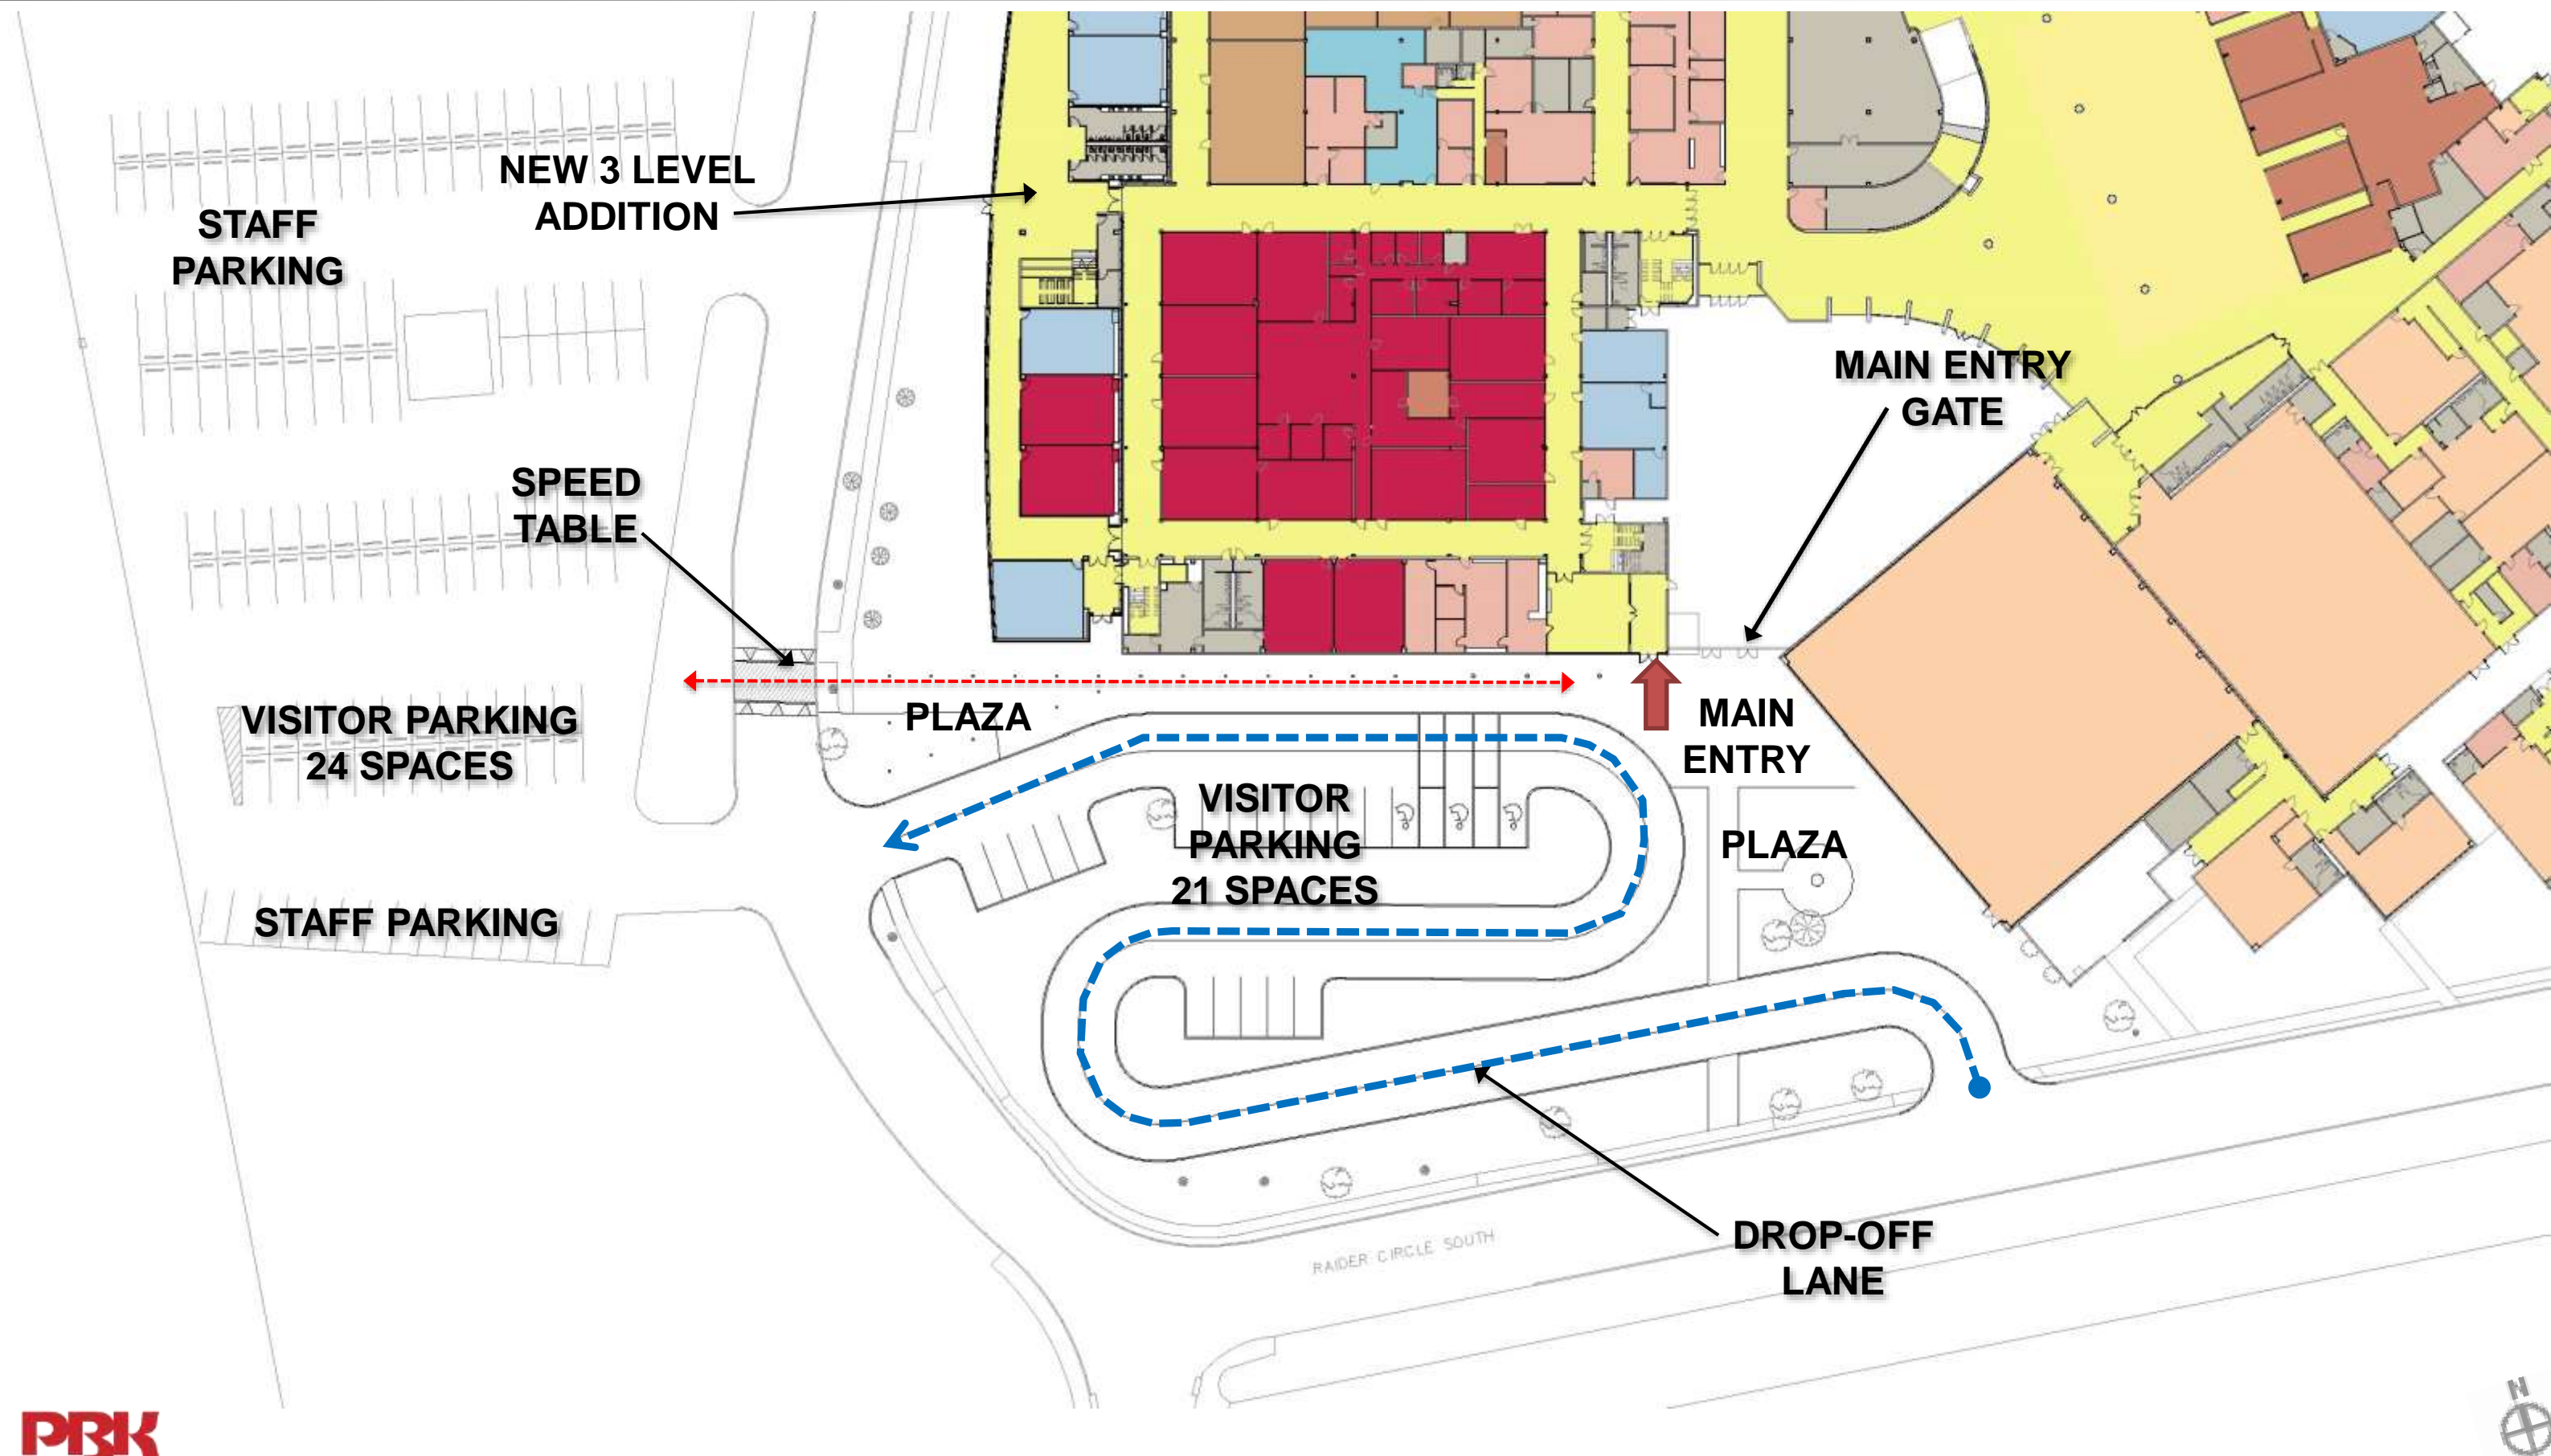 NEW 3 LEVEL
ADDITION
STAFF
PARKING
MAIN ENTRY
GATE
SPEED
TABLE
VISITOR PARKING
24 SPACES
PLAZA
MAIN
ENTRY
VISITOR
PARKING
21 SPACES
PLAZA
STAFF PARKING
DROP-OFF
LANE
RAIDER CIRCLE SOUTH
N
PBK